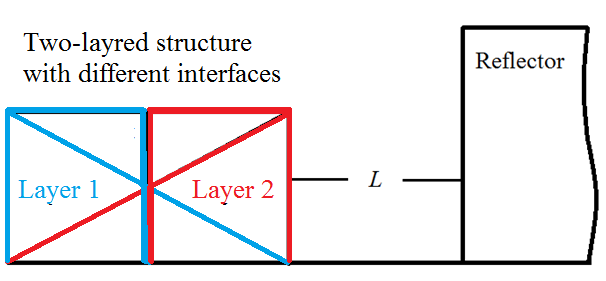 Two-layred structure
with different interfaces
Reflector
Layer 1
Layer 2
L